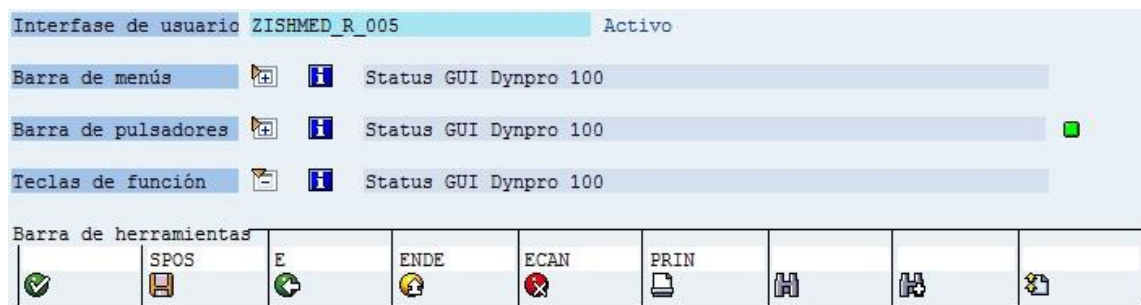 Interfase de usuario ZISHMED_R_005 Activo
Barra de menús Status GUI Dynpro 100
Barra de pulsadores Status GUI Dynpro 100
Teclas de función Status GUI Dynpro 100
Barra de herramientas
SPOS E ENDE ECAN PRIN